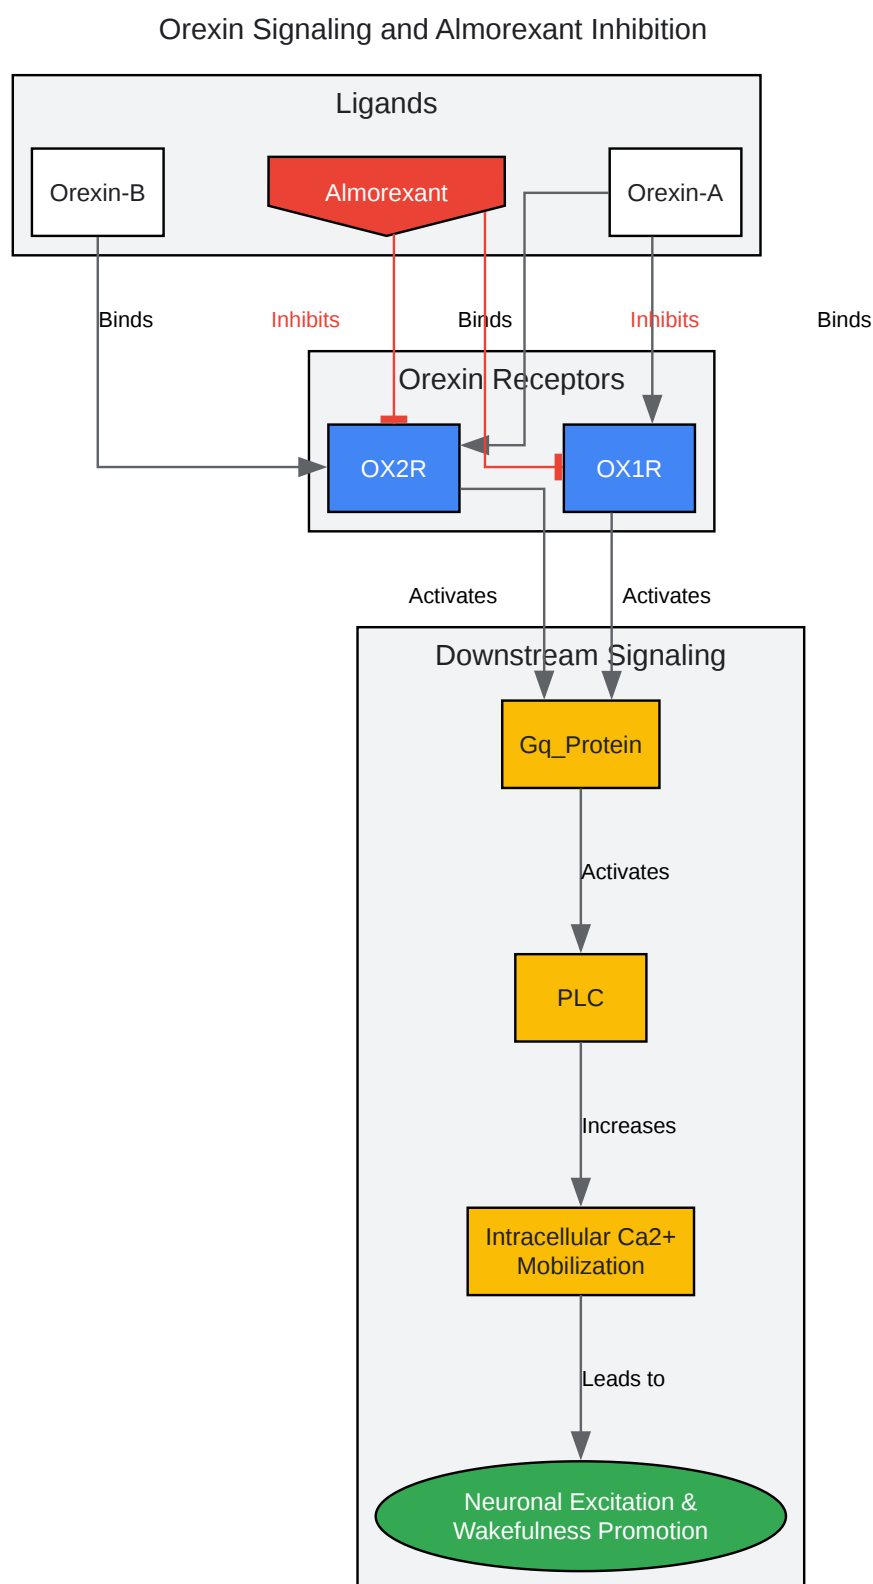 Orexin Signaling and Almorexant Inhibition
Ligands
Orexin-B
Almorexant
Orexin-A
Binds
Inhibits
Binds
Inhibits
Binds
Orexin Receptors
OX2R
OX1R
Activates
Activates
Downstream Signaling
Gq_Protein
Activates
PLC
Increases
Intracellular Ca2+
Mobilization
Leads to
Neuronal Excitation &
Wakefulness Promotion